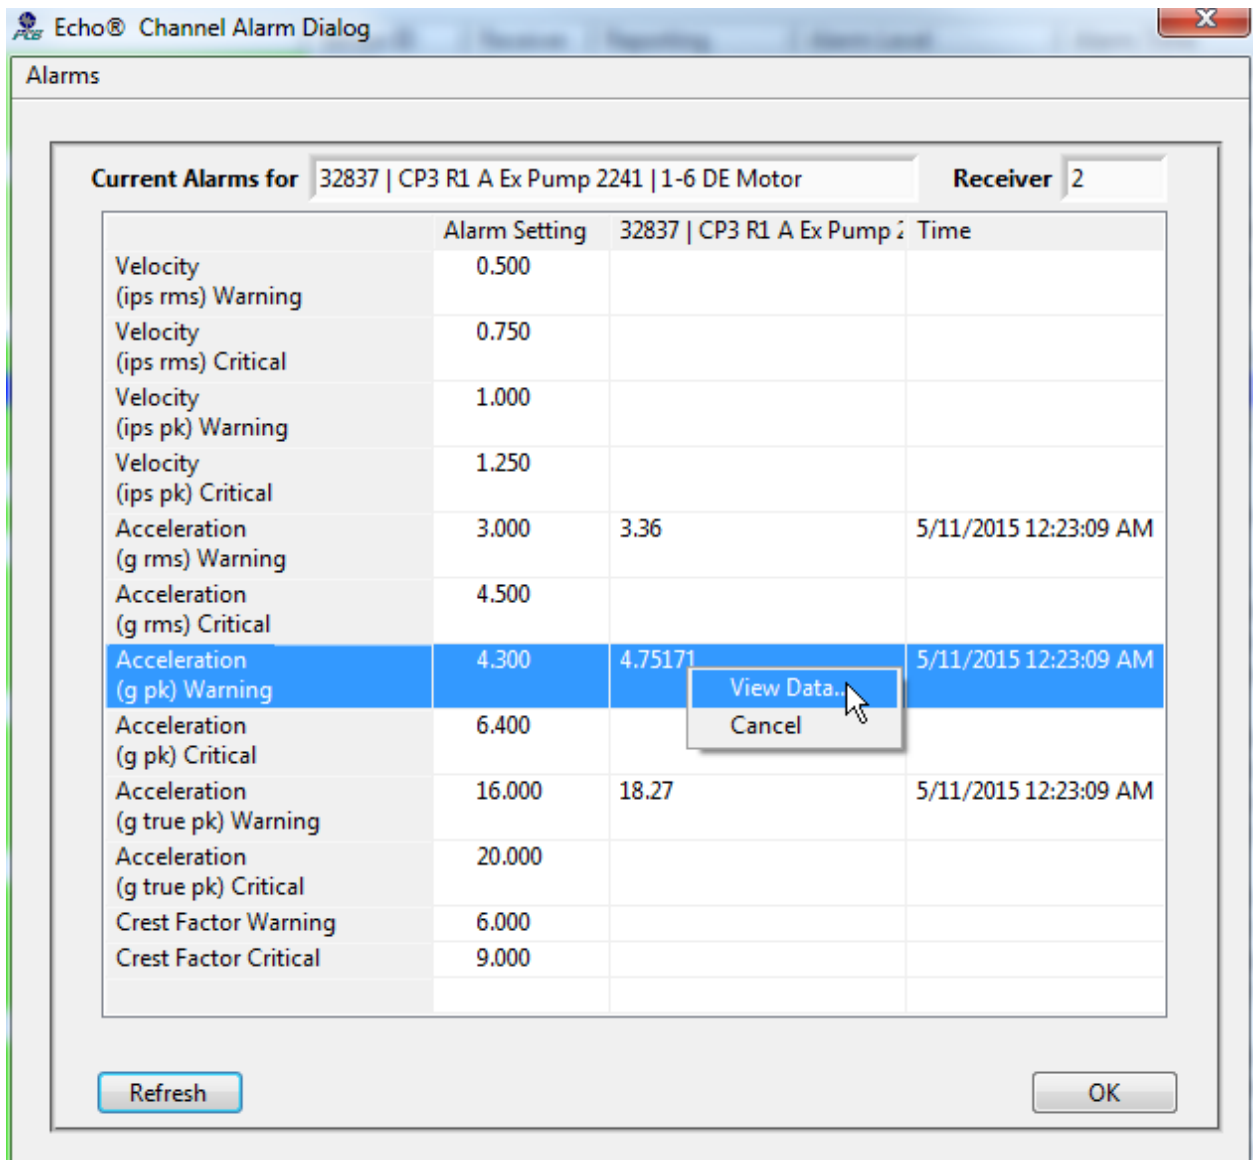 Echo® Channel Alarm Dialog
Alarms
Current Alarms for 32837 | CP3 R1 A Ex Pump 2241 | 1-6 DE Motor Receiver 2
Alarm Setting 32837 | CP3 R1 A Ex Pump 2 Time
Velocity 0.500
(ips rms) Warning
Velocity 0.750
(ips rms) Critical
Velocity 1.000
(ips pk) Warning
Velocity 1.250
(ips pk) Critical
Acceleration 3.000 3.36 5/11/2015 12:23:09 AM
(g rms) Warning
Acceleration 4.500
(g rms) Critical
Acceleration 4.300 4.75171 5/11/2015 12:23:09 AM
(g pk) Warning View Data...
Acceleration 6.400 Cancel
(g pk) Critical
Acceleration 16.000 18.27 5/11/2015 12:23:09 AM
(g true pk) Warning
Acceleration 20.000
(g true pk) Critical
Crest Factor Warning 6.000
Crest Factor Critical 9.000
Refresh OK